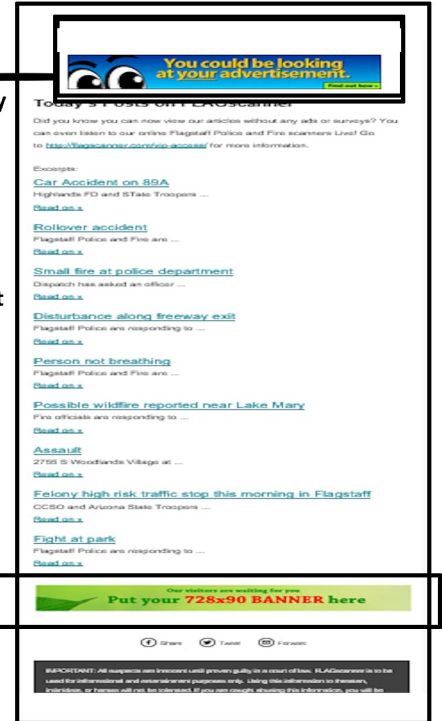 You could be looking
at your advertisement.
Find out how »
y
Today's Posts on FLAGscanner
Did you know you can now view our articles without any ads or surveys? You
can even listen to our online Flagstaff Police and Fire scanners Live! Go
to http://flagscanner.com/vip-access/ for more information.
Excerpts:
Car Accident on 89A
Highlands FD and STate Troopers ...
Read on »
Rollover accident
Flagstaff Police and Fire are ...
Read on »
Small fire at police department
Dispatch has asked an officer ...
Read on »
t
Disturbance along freeway exit
Flagstaff Police are responding to ...
Read on »
Person not breathing
Flagstaff Police and Fire are ...
Read on »
Possible wildfire reported near Lake Mary
Fire officials are responding to ...
Read on »
Assault
2755 S Woodlands Village at ...
Read on »
Felony high risk traffic stop this morning in Flagstaff
CCSO and Arizona State Troopers ...
Read on »
Fight at park
Flagstaff Police are responding to ...
Read on »
Our visitors are waiting for you
Put your 728x90 BANNER here
Share Tweet Forward
IMPORTANT: All suspects are innocent until proven guilty in a court of law. FLAGscanner is to be
used for informational and entertainment purposes only. Using this information to threaten,
intimidate, or harass will not be tolerated. If you are caught abusing this information, you will be